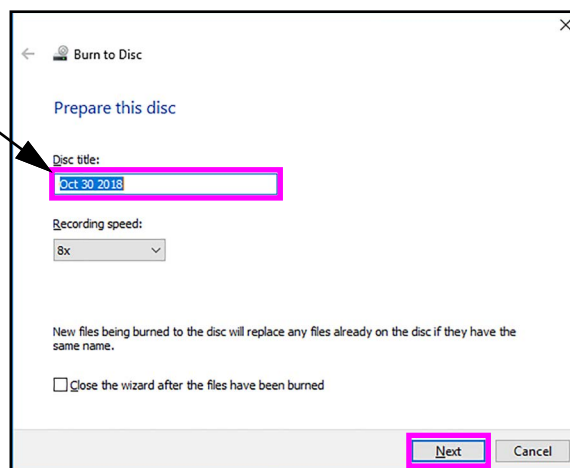 Burn to Disc
Prepare this disc
Disc title:
Oct 30 2018
Recording speed:
8x
New files being burned to the disc will replace any files already on the disc if they have the
same name.
Close the wizard after the files have been burned
Next
Cancel